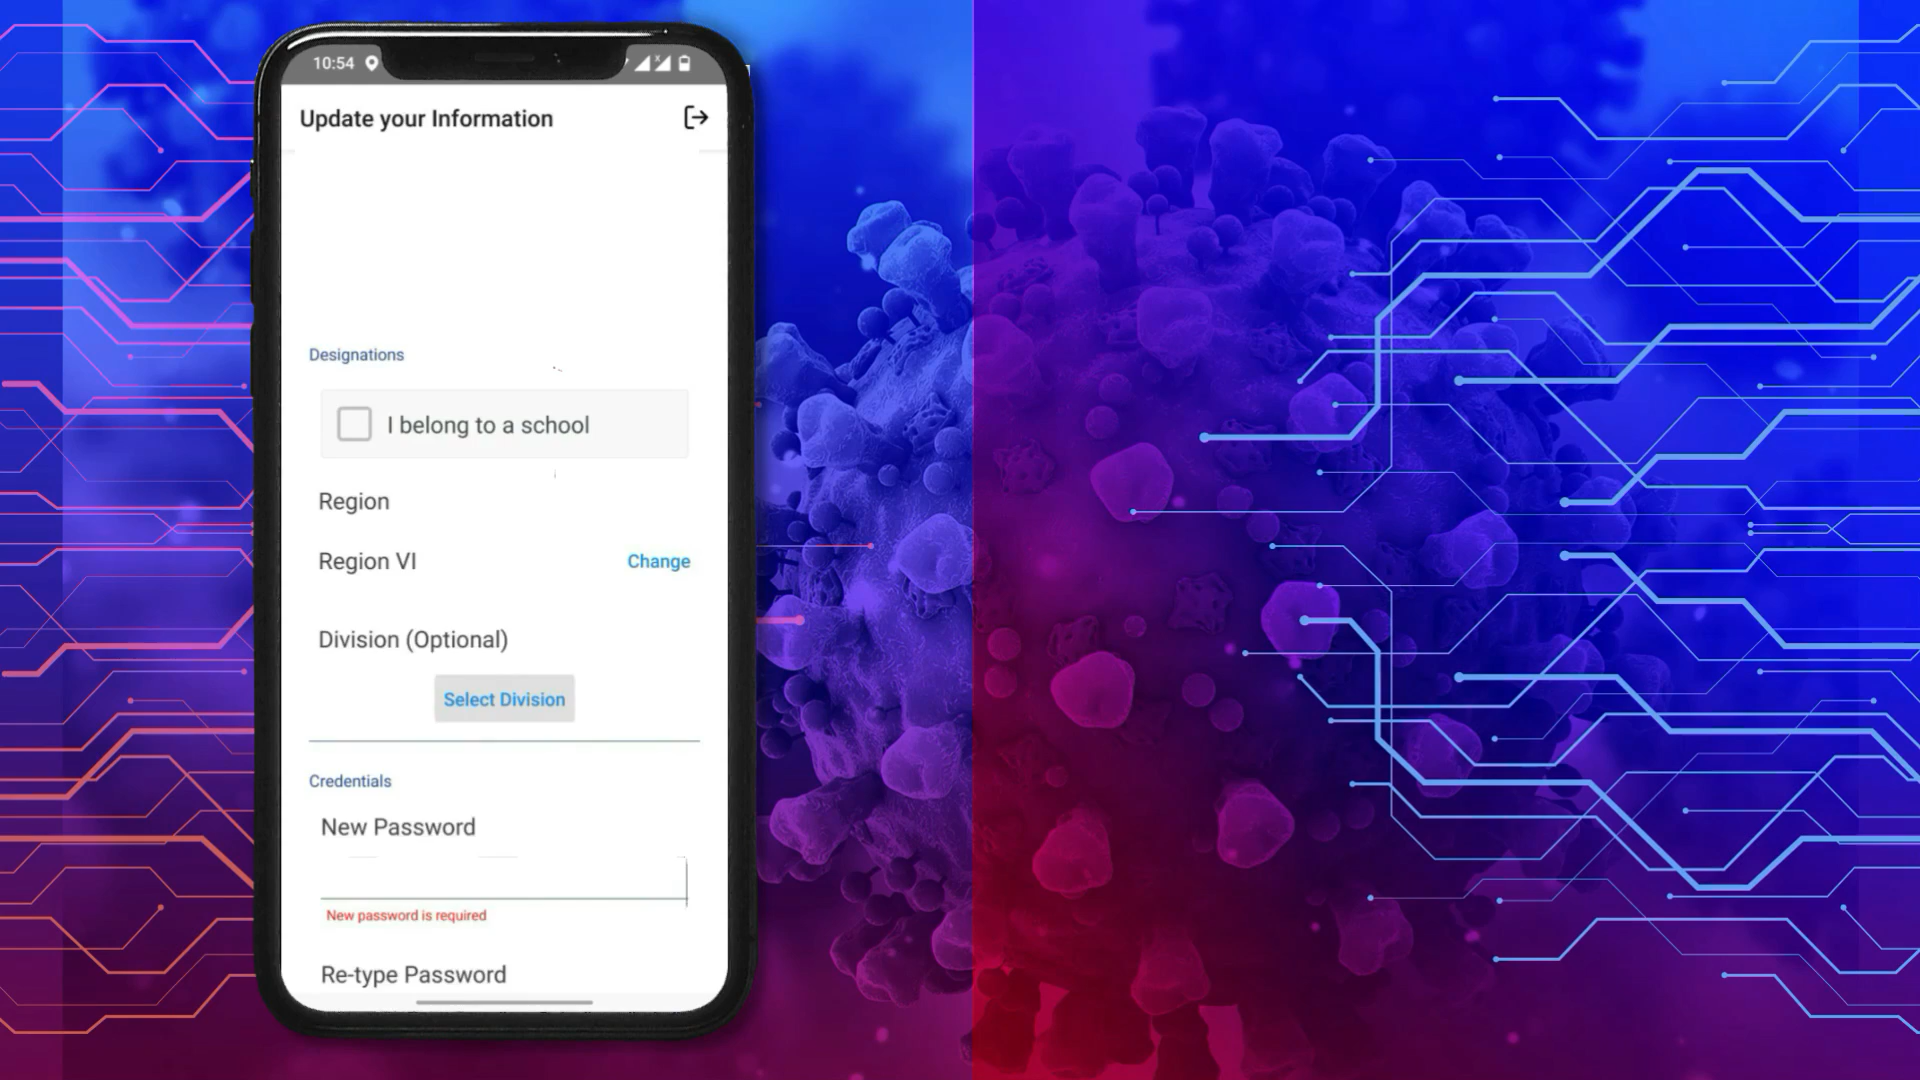 10:54
Update your Information
Designations
I belong to a school
Region
Region VI
Change
Division (Optional)
Select Division
Credentials
New Password
New password is required
Re-type Password